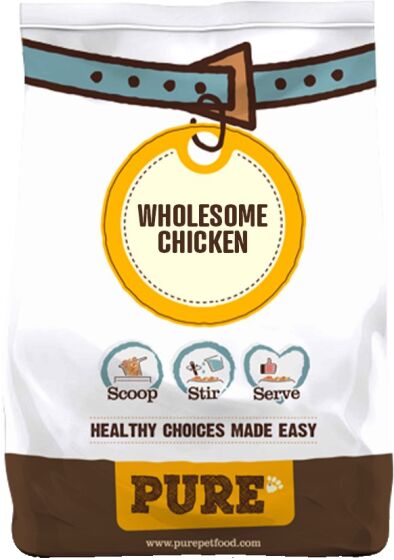 WHOLESOME
CHICKEN
Scoop Stir Serve
HEALTHY CHOICES MADE EASY
PURE
www.purepetfood.com